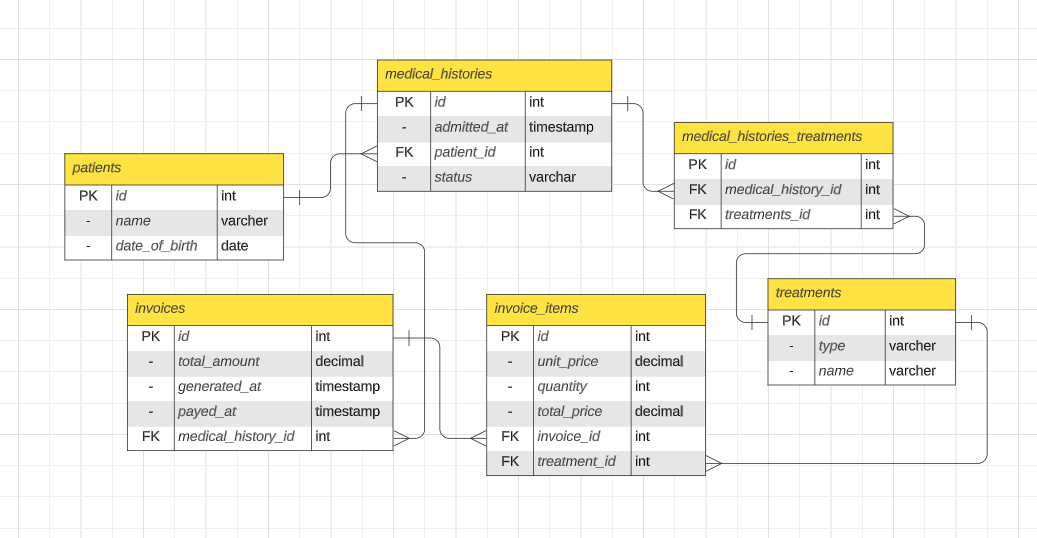 medical_histories
PK id int
- admitted_at timestamp
FK patient_id int
- status varchar
medical_histories_treatments
PK id int
FK medical_history_id int
FK treatments_id int
patients
PK id int
- name varcher
- date_of_birth date
invoices
PK id int
- total_amount decimal
- generated_at timestamp
- payed_at timestamp
FK medical_history_id int
invoice_items
PK id int
- unit_price decimal
- quantity int
- total_price decimal
FK invoice_id int
FK treatment_id int
treatments
PK id int
- type varcher
- name varcher